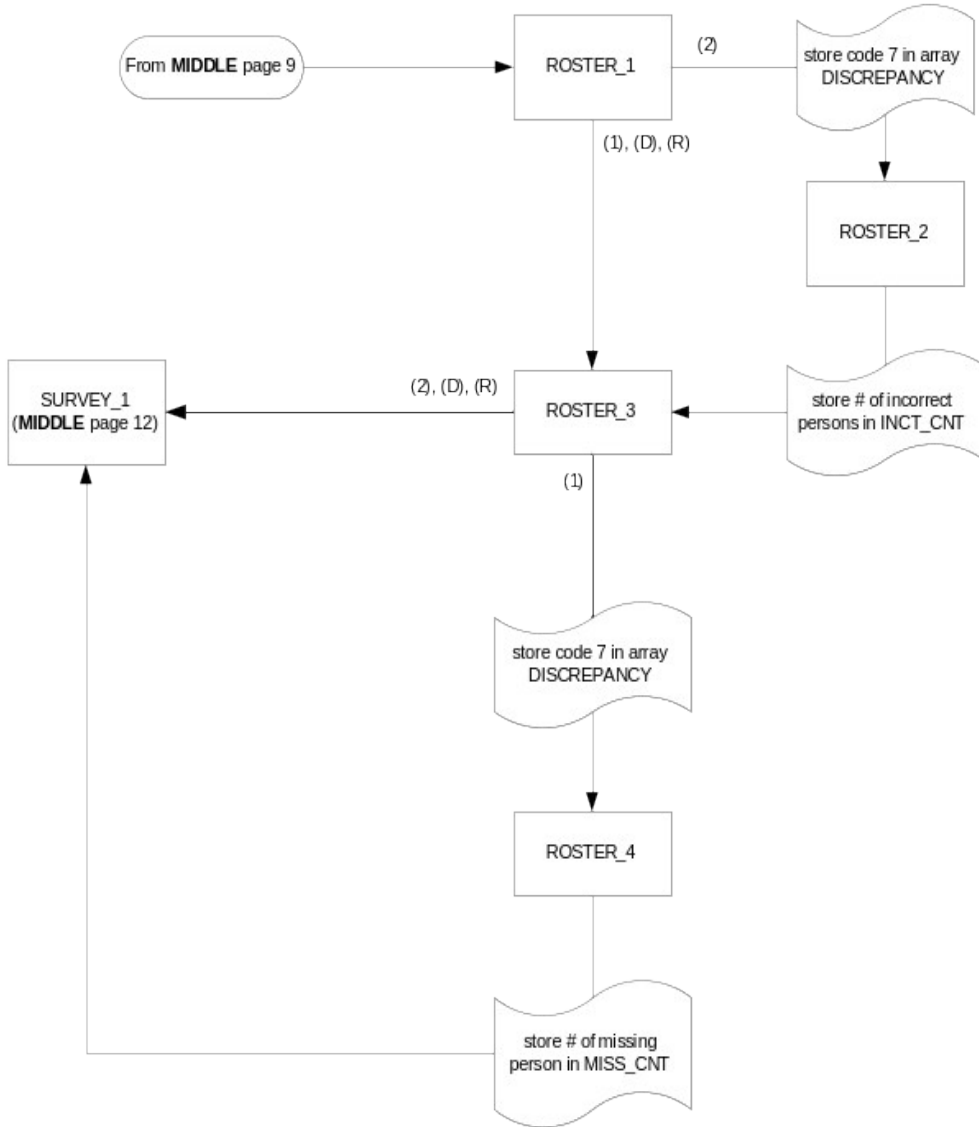 From MIDDLE page 9
ROSTER_1
(2)
store code 7 in array
DISCREPANCY
(1), (D), (R)
ROSTER_2
SURVEY_1
(MIDDLE page 12)
(2), (D), (R)
ROSTER_3
store # of incorrect
persons in INCT_CNT
(1)
store code 7 in array
DISCREPANCY
ROSTER_4
store # of missing
person in MISS_CNT